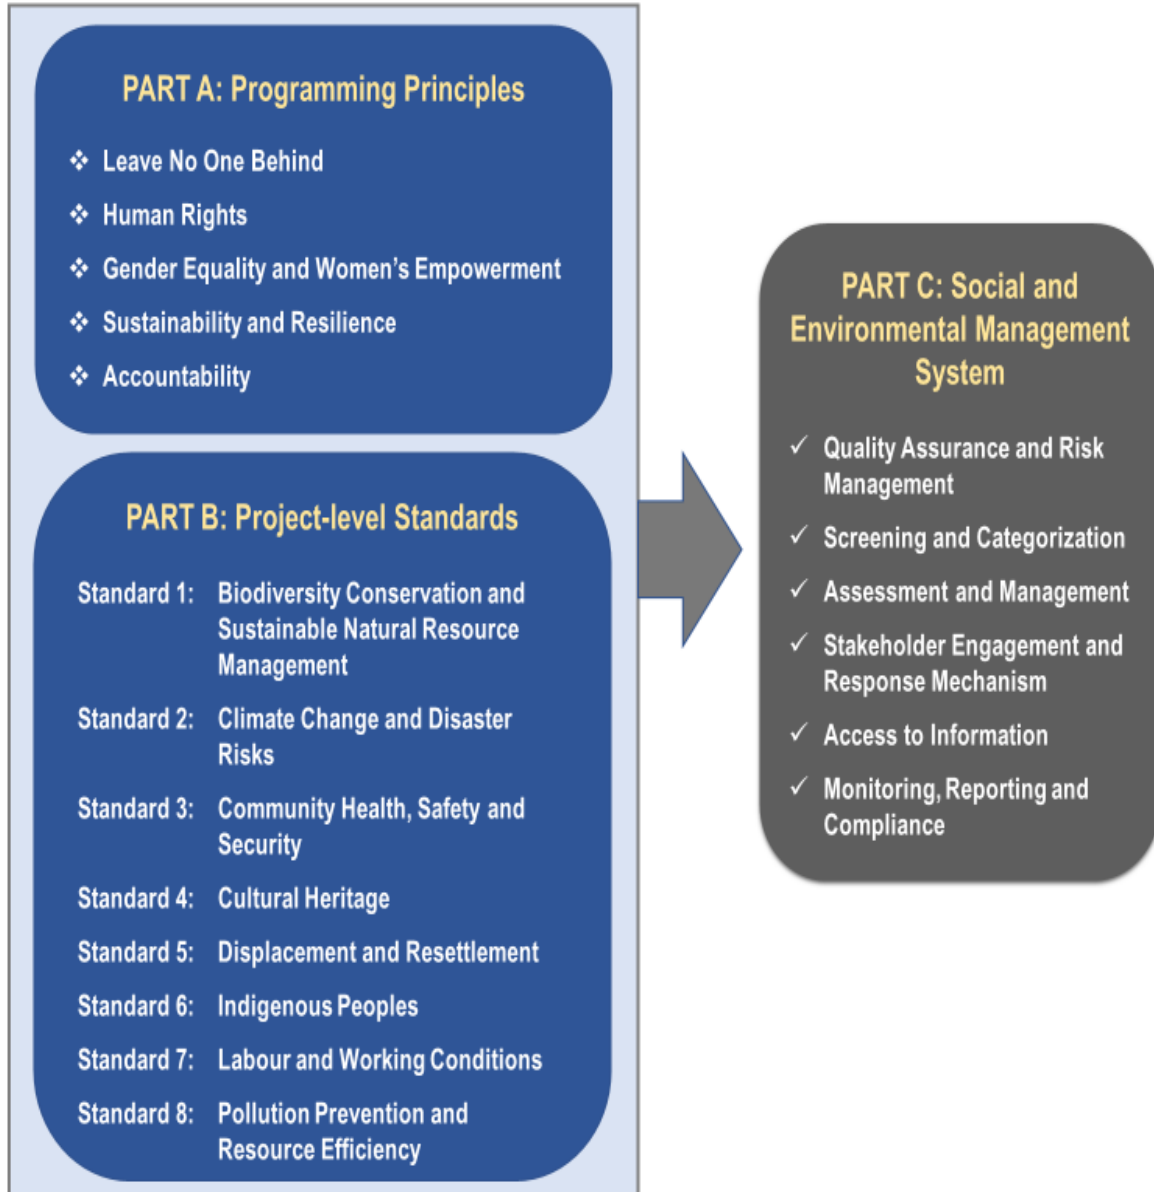 PART A: Programming Principles
❖ Leave No One Behind
❖ Human Rights
❖ Gender Equality and Women's Empowerment
❖ Sustainability and Resilience
❖ Accountability
PART B: Project-level Standards
Standard 1: Biodiversity Conservation and
Sustainable Natural Resource
Management
Standard 2: Climate Change and Disaster
Risks
Standard 3: Community Health, Safety and
Security
Standard 4: Cultural Heritage
Standard 5: Displacement and Resettlement
Standard 6: Indigenous Peoples
Standard 7: Labour and Working Conditions
Standard 8: Pollution Prevention and
Resource Efficiency
PART C: Social and
Environmental Management
System
✓ Quality Assurance and Risk
Management
✓ Screening and Categorization
✓ Assessment and Management
✓ Stakeholder Engagement and
Response Mechanism
✓ Access to Information
✓ Monitoring, Reporting and
Compliance